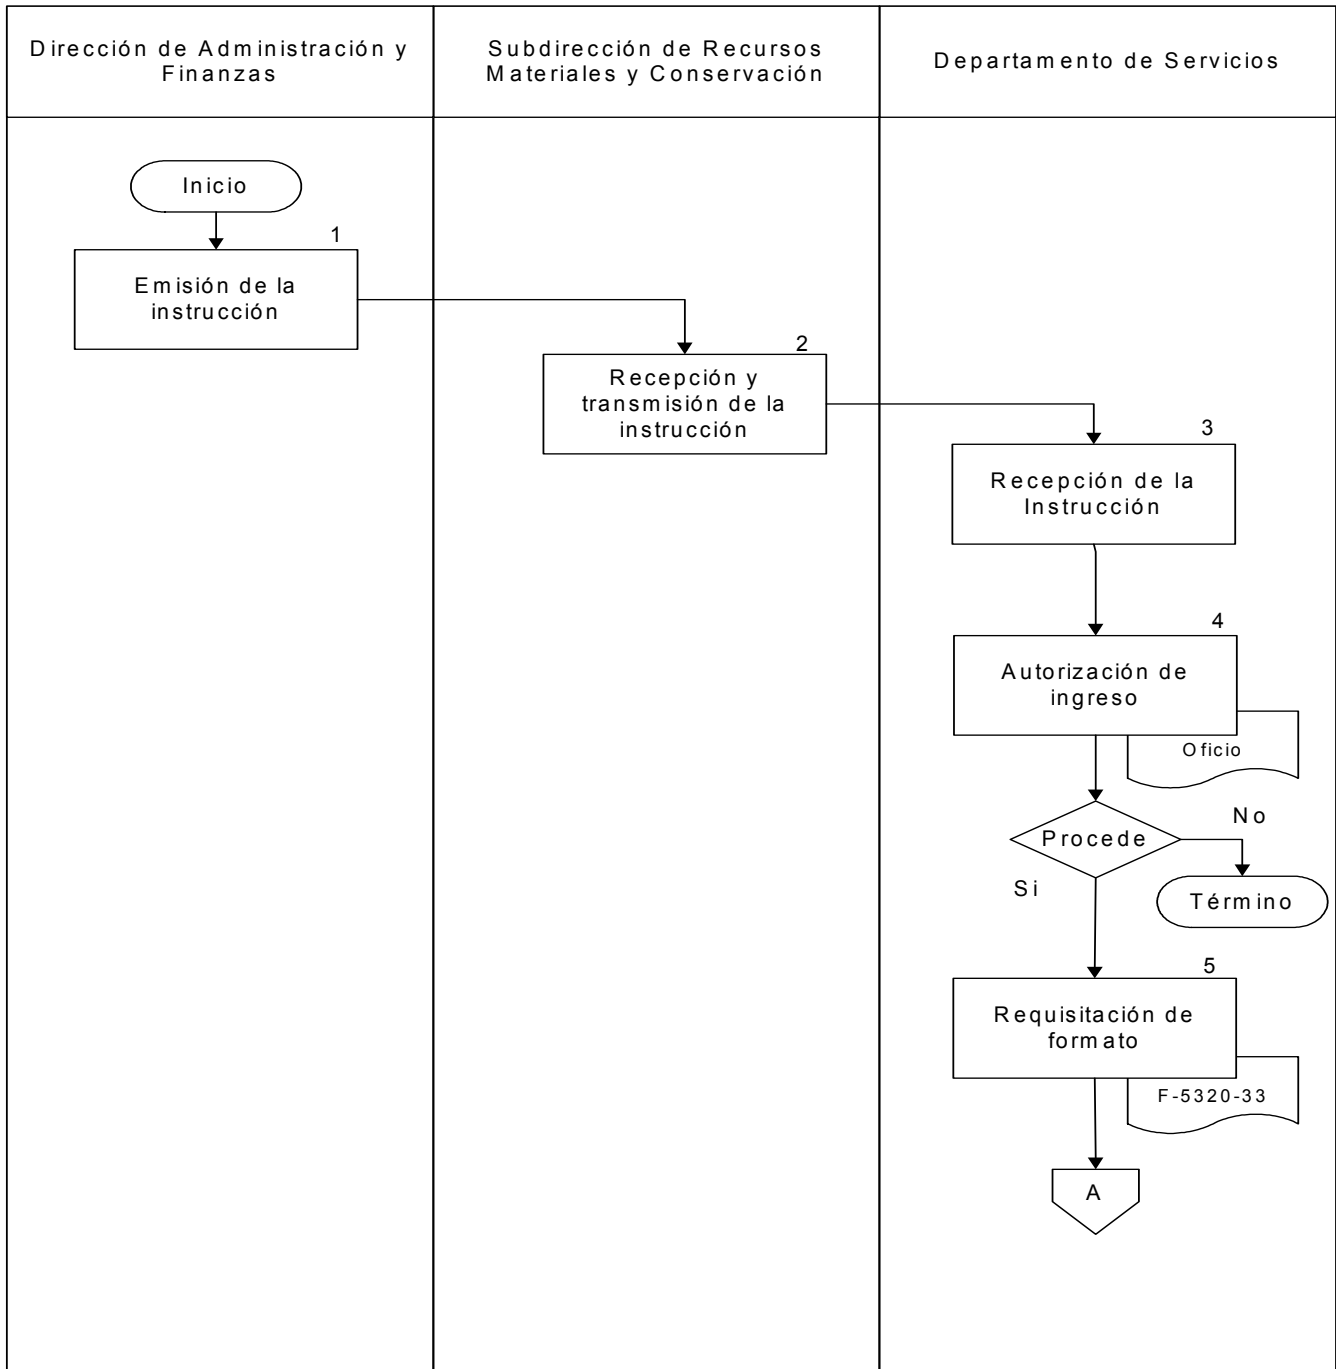 Dirección de Administración y
Finanzas
Subdirección de Recursos
Materiales y Conservación
Departamento de Servicios
Inicio
1
Emisión de la
instrucción
2
Recepción y
transmisión de la
instrucción
3
Recepción de la
Instrucción
4
Autorización de
ingreso
Oficio
Procede
No
Si
Término
5
Requisitación de
formato
F-5320-33
A